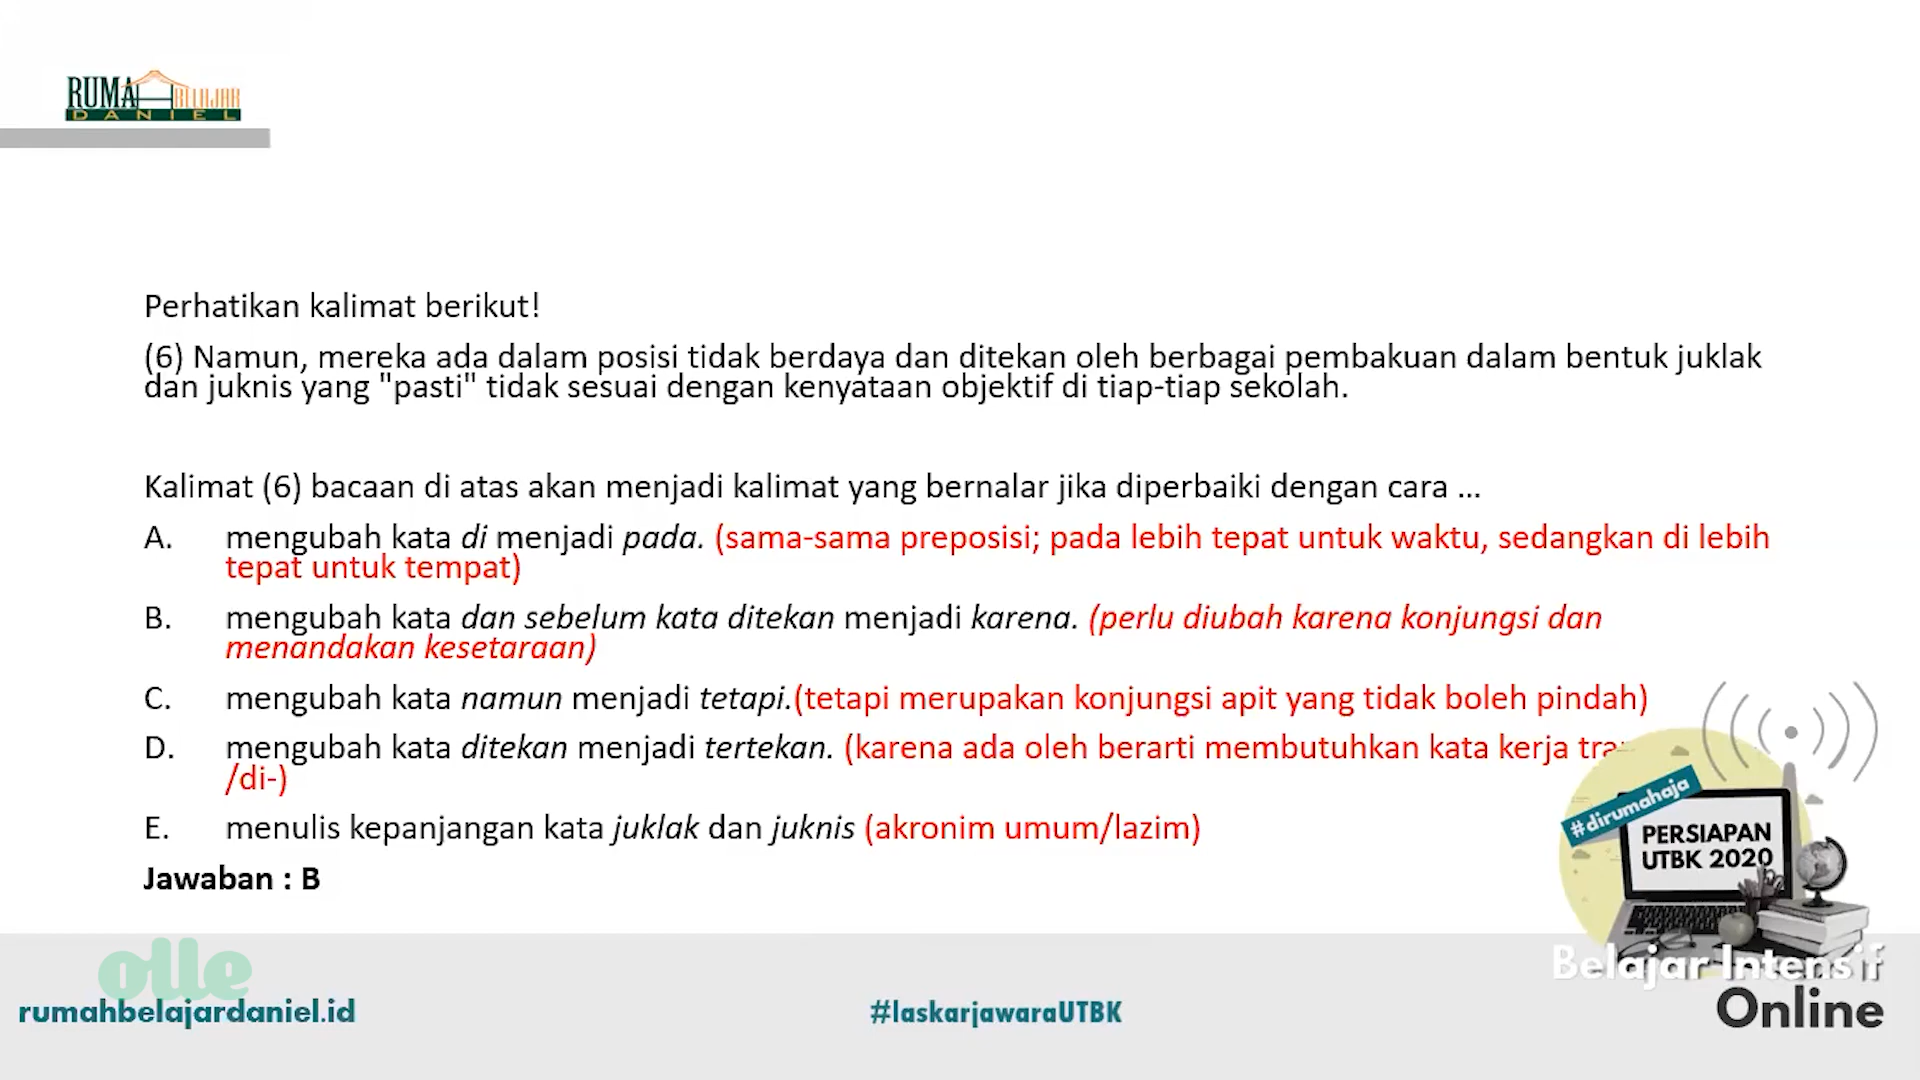 RUMA BELAJAR
DANIEL
Perhatikan kalimat berikut!
(6) Namun, mereka ada dalam posisi tidak berdaya dan ditekan oleh berbagai pembakuan dalam bentuk juklak
dan juknis yang "pasti" tidak sesuai dengan kenyataan objektif di tiap-tiap sekolah.
Kalimat (6) bacaan di atas akan menjadi kalimat yang bernalar jika diperbaiki dengan cara ...
A. mengubah kata di menjadi pada. (sama-sama preposisi; pada lebih tepat untuk waktu, sedangkan di lebih
tepat untuk tempat)
B. mengubah kata dan sebelum kata ditekan menjadi karena. (perlu diubah karena konjungsi dan
menandakan kesetaraan)
C. mengubah kata namun menjadi tetapi.(tetapi merupakan konjungsi apit yang tidak boleh pindah)
D. mengubah kata ditekan menjadi tertekan. (karena ada oleh berarti membutuhkan kata kerja
/di-)
E. menulis kepanjangan kata juklak dan juknis (akronim umum/lazim)
Jawaban : B
#dirumahaja
PERSIAPAN
UTBK 2020
Belajar Intensif
Online
olle
rumahbelajardaniel.id
#laskarjawaraUTBK